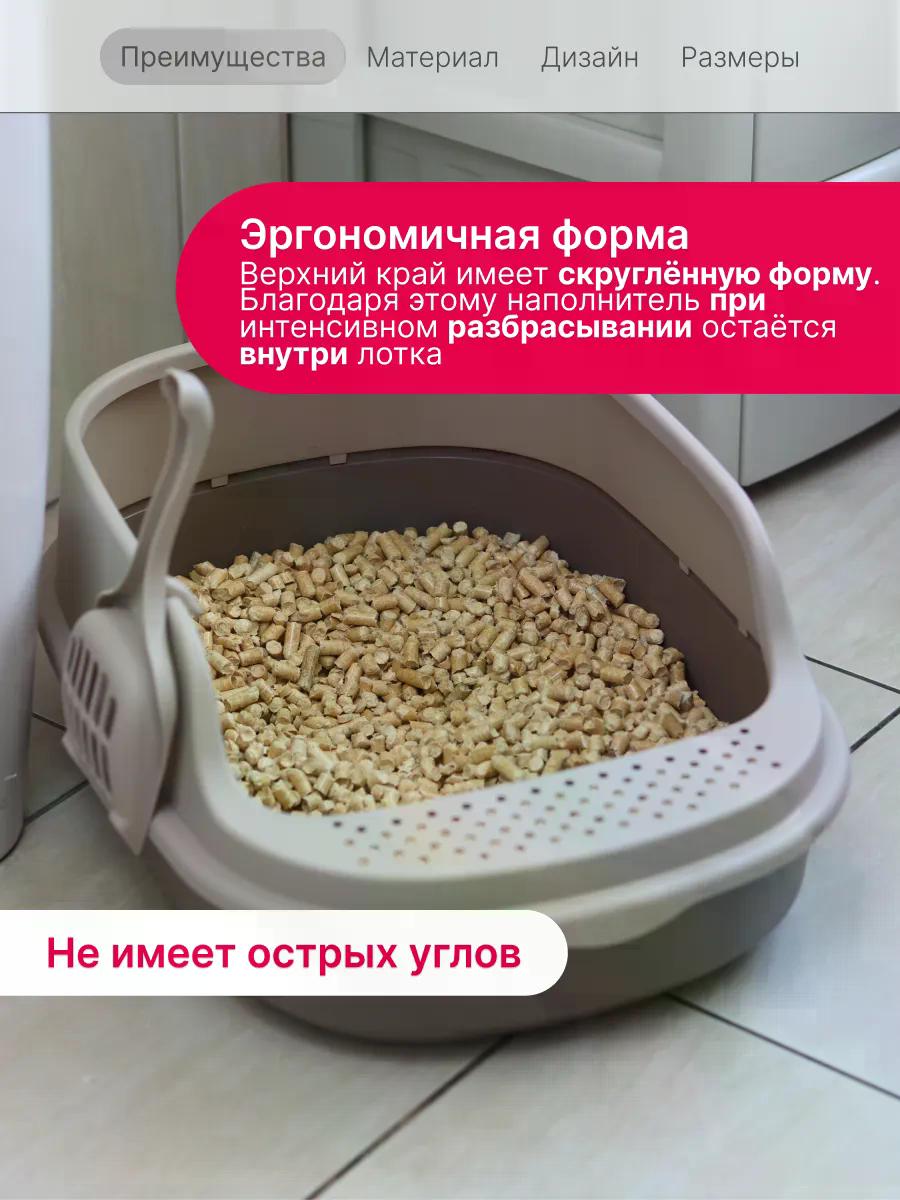 Преимущества Материал Дизайн Размеры
Эргономичная форма
Верхний край имеет скруглённую форму.
Благодаря этому наполнитель при
интенсивном разбрасывании остаётся
внутри лотка
Не имеет острых углов